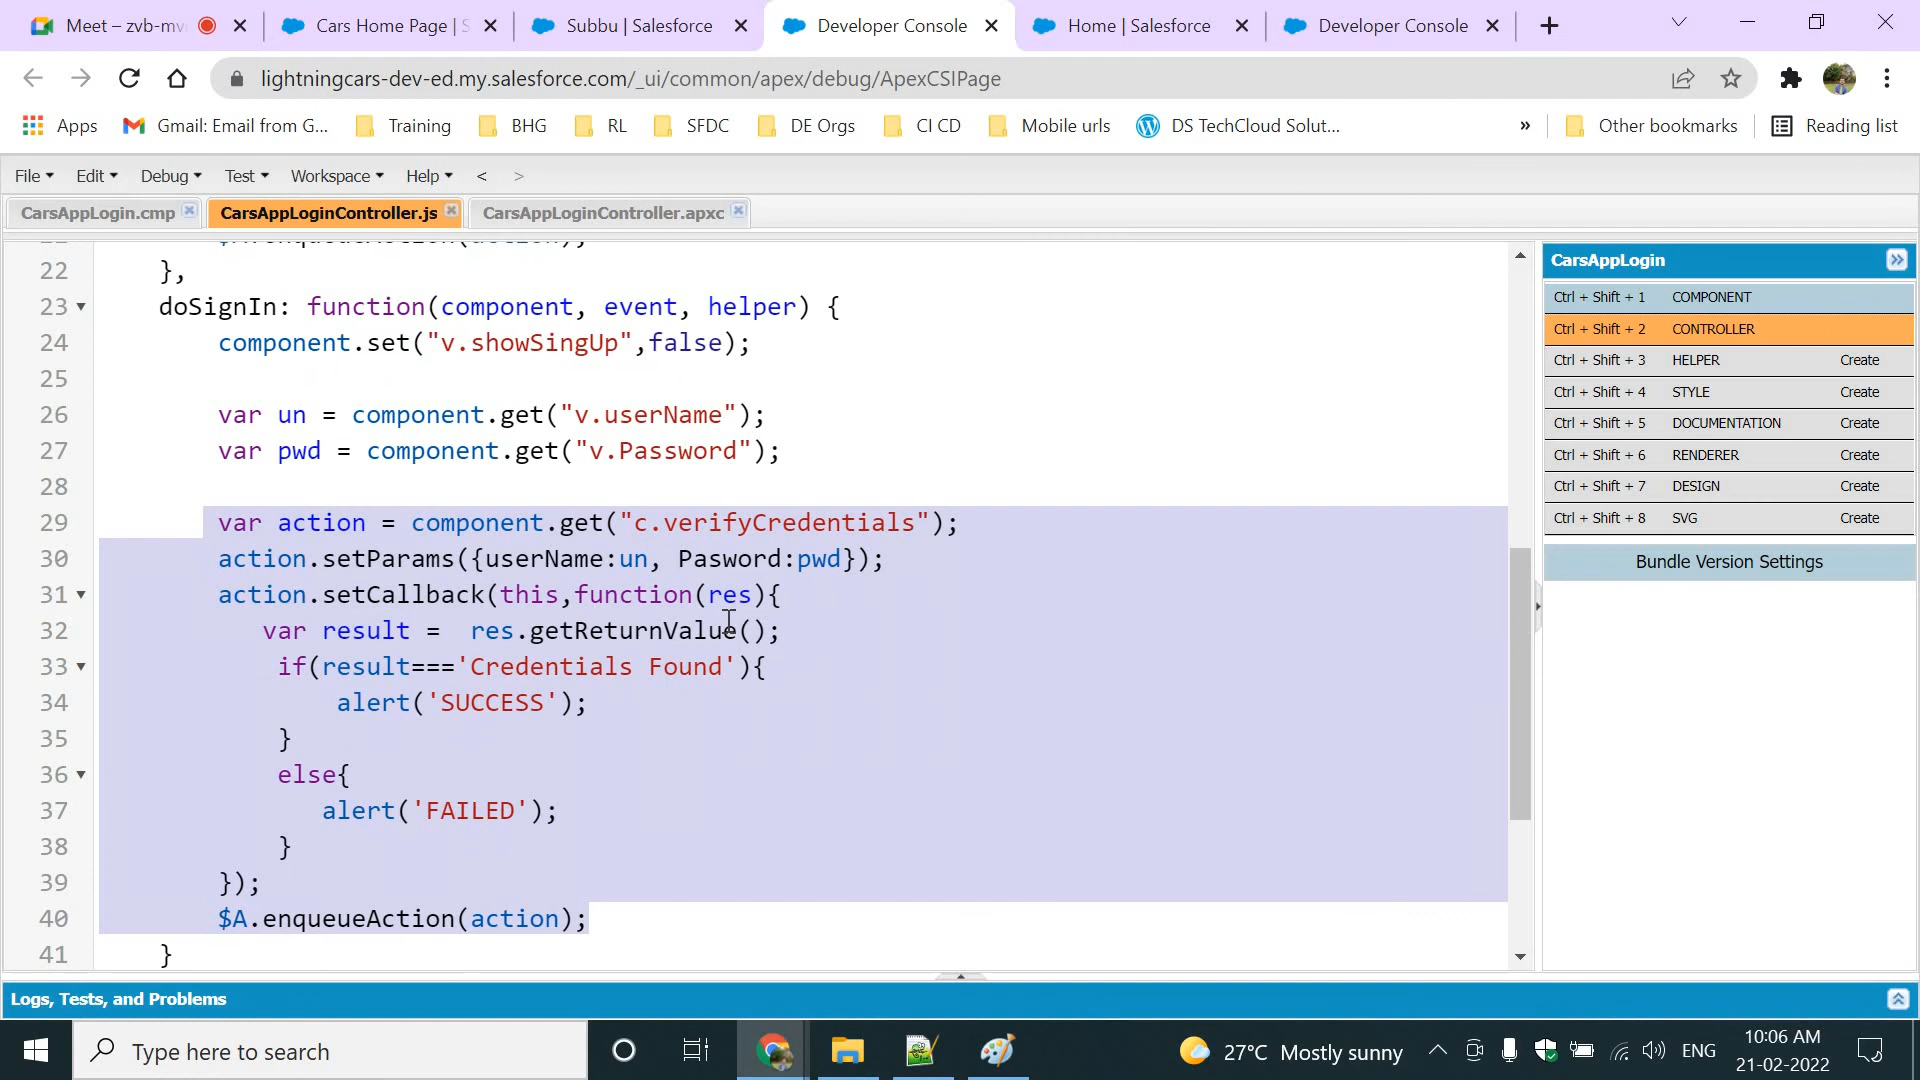 Meet – zvb-mv
Cars Home Page | S
Subbu | Salesforce
Developer Console
Home | Salesforce
Developer Console
lightningcars-dev-ed.my.salesforce.com/_ui/common/apex/debug/ApexCSIPage
Apps
Gmail: Email from G...
Training
BHG
RL
SFDC
DE Orgs
CI CD
Mobile urls
DS TechCloud Solut...
»
Other bookmarks
Reading list
File
Edit
Debug
Test
Workspace
Help
<
>
CarsAppLogin.cmp
CarsAppLoginController.js
CarsAppLoginController.apxc
22 },
23 doSignIn: function(component, event, helper) {
24 component.set("v.showSingUp",false);
25
26 var un = component.get("v.userName");
27 var pwd = component.get("v.Password");
28
29 var action = component.get("c.verifyCredentials");
30 action.setParams({userName:un, Pasword:pwd});
31 action.setCallback(this,function(res){
32 var result =  res.getReturnValue();
33 if(result==='Credentials Found'){
34 alert('SUCCESS');
35 }
36 else{
37 alert('FAILED');
38 }
39 });
40 $A.enqueueAction(action);
41 }
CarsAppLogin
Ctrl + Shift + 1 COMPONENT
Ctrl + Shift + 2 CONTROLLER
Ctrl + Shift + 3 HELPER Create
Ctrl + Shift + 4 STYLE Create
Ctrl + Shift + 5 DOCUMENTATION Create
Ctrl + Shift + 6 RENDERER Create
Ctrl + Shift + 7 DESIGN Create
Ctrl + Shift + 8 SVG Create
Bundle Version Settings
Logs, Tests, and Problems
Type here to search
27°C Mostly sunny
ENG
10:06 AM
21-02-2022